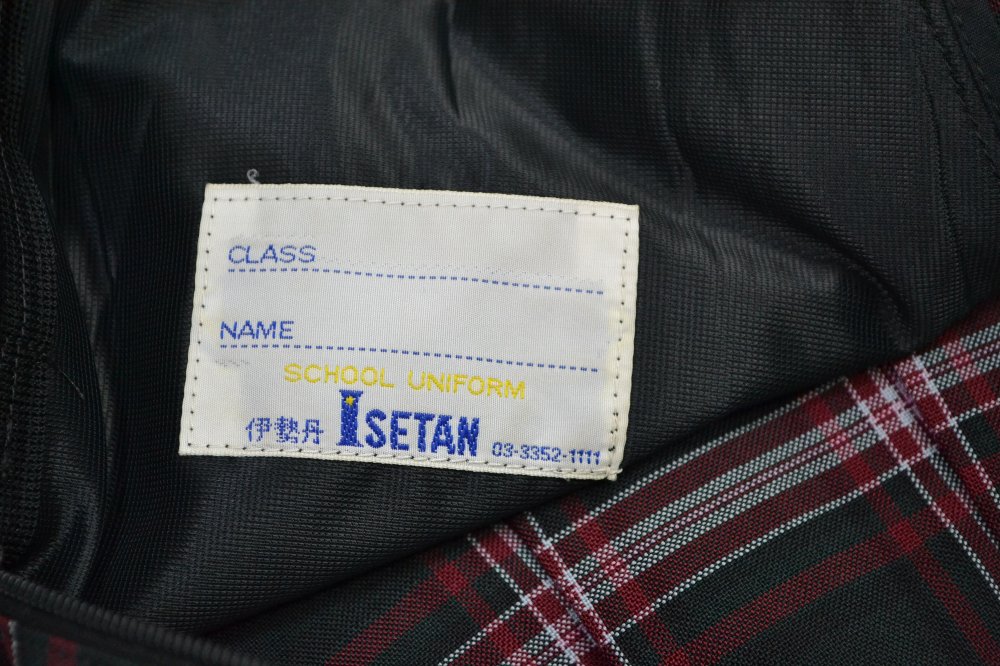 CLASS
NAME
SCHOOL UNIFORM
伊勢丹 ISETAN 03-3352-1111